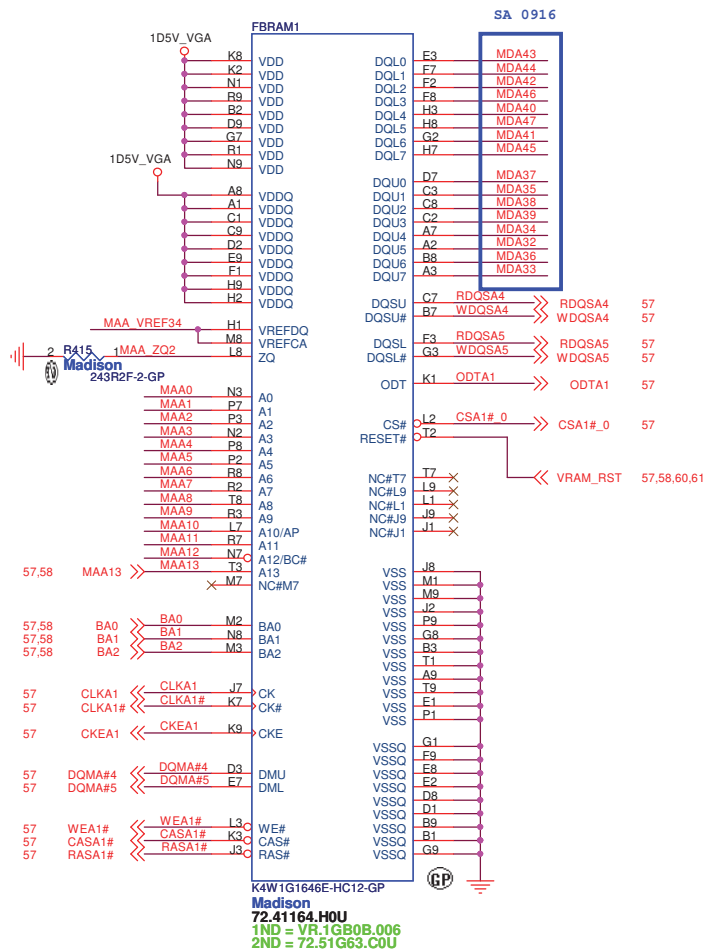 SA 0916
FBRAM1
1D5V_VGA
K8 VDD DQL0 E3 MDA43
K2 VDD DQL1 F7 MDA44
N1 VDD DQL2 F2 MDA42
R9 VDD DQL3 F8 MDA46
B2 VDD DQL4 H3 MDA40
D9 VDD DQL5 H8 MDA47
G7 VDD DQL6 G2 MDA41
R1 VDD DQL7 H7 MDA45
N9 VDD
1D5V_VGA
DQU0 D7 MDA37
A8 VDDQ DQU1 C3 MDA35
A1 VDDQ DQU2 C8 MDA38
C1 VDDQ DQU3 C2 MDA39
C9 VDDQ DQU4 A7 MDA34
D2 VDDQ DQU5 A2 MDA32
E9 VDDQ DQU6 B8 MDA36
F1 VDDQ DQU7 A3 MDA33
H9 VDDQ
H2 VDDQ DQSU C7 RDQSA4 RDQSA4 57
DQSU# B7 WDQSA4 WDQSA4 57
MAA_VREF34 H1 VREFDQ
M8 VREFCA DQSL F3 RDQSA5 RDQSA5 57
2 R415 1 MAA_ZQ2 L8 ZQ DQSL# G3 WDQSA5 WDQSA5 57
Madison
243R2F-2-GP
ODT K1 ODTA1 ODTA1 57
MAA0 N3 A0
MAA1 P7 A1
MAA2 P3 A2 CS# L2 CSA1#_0 CSA1#_0 57
MAA3 N2 A3 RESET# T2
MAA4 P8 A4
MAA5 P2 A5
MAA6 R8 A6 NC#T7 T7 VRAM_RST 57,58,60,61
MAA7 R2 A7 NC#L9 L9
MAA8 T8 A8 NC#L1 L1
MAA9 R3 A9 NC#J9 J9
MAA10 L7 A10/AP NC#J1 J1
MAA11 R7 A11
MAA12 N7 A12/BC#
57,58 MAA13 MAA13 T3 A13 VSS J8
M7 NC#M7 VSS M1
VSS M9
VSS J2
57,58 BA0 BA0 M2 BA0 VSS P9
57,58 BA1 BA1 N8 BA1 VSS G8
57,58 BA2 BA2 M3 BA2 VSS B3
VSS T1
VSS A9
57 CLKA1 CLKA1 J7 CK VSS T9
57 CLKA1# CLKA1# K7 CK# VSS E1
VSS P1
57 CKEA1 CKEA1 K9 CKE
VSSQ G1
VSSQ F9
57 DQMA#4 DQMA#4 D3 DMU VSSQ E8
57 DQMA#5 DQMA#5 E7 DML VSSQ E2
VSSQ D8
VSSQ D1
57 WEA1# WEA1# L3 WE# VSSQ B9
57 CASA1# CASA1# K3 CAS# VSSQ B1
57 RASA1# RASA1# J3 RAS# VSSQ G9
GP
K4W1G1646E-HC12-GP
Madison
72.41164.H0U
1ND = VR.1GB0B.006
2ND = 72.51G63.C0U